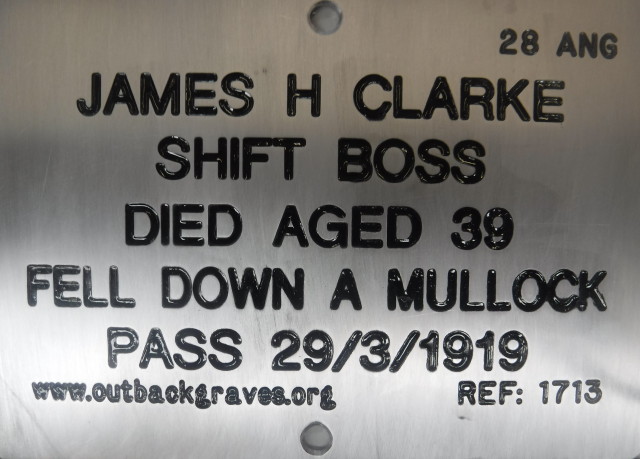 28 ANG
JAMES H CLARKE
SHIFT BOSS
DIED AGED 39
FELL DOWN A MULLOCK
PASS 29/3/1919
www.outbackgraves.org REF: 1713